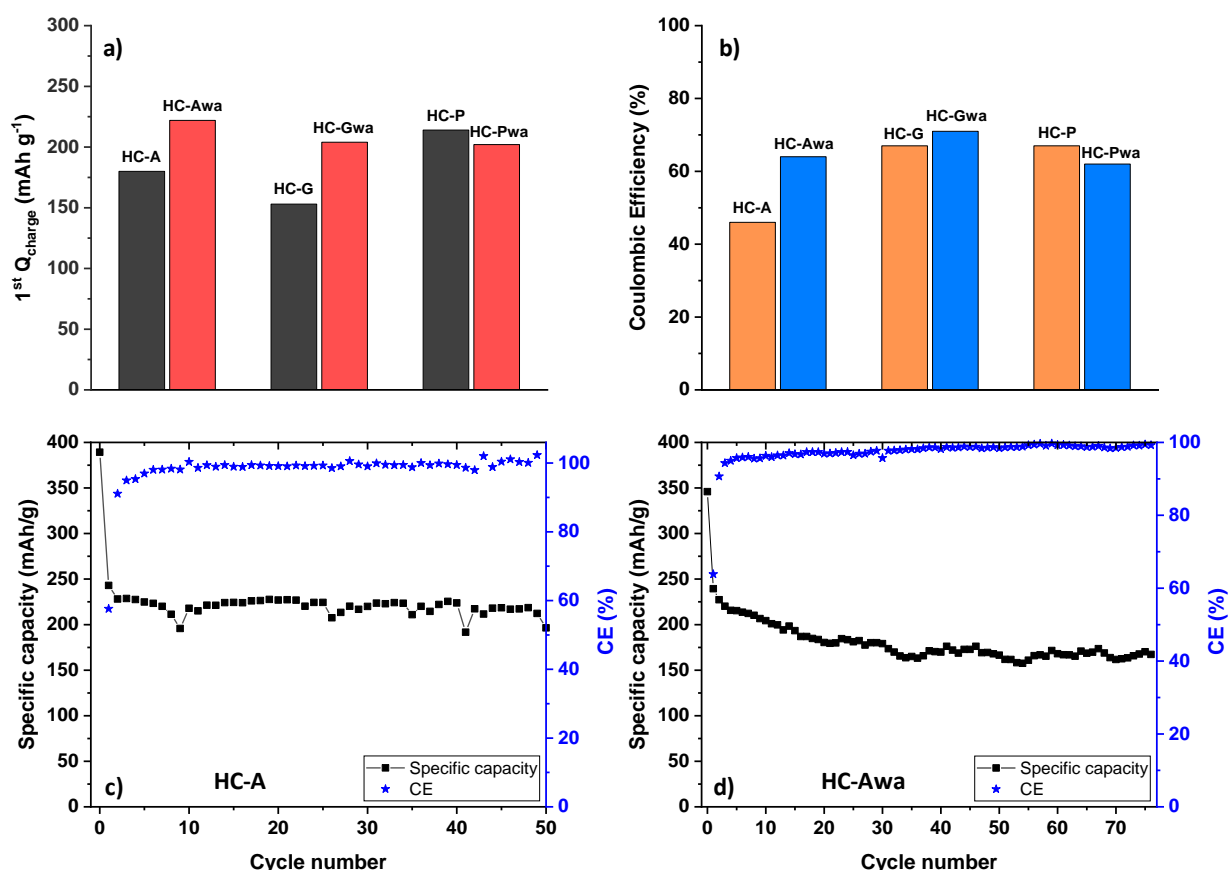 a)
1st Qcharge (mAh g-1)
300
250
200
150
100
50
0
HC-A
HC-Awa
HC-G
HC-Gwa
HC-P
HC-Pwa
b)
Coulombic Efficiency (%)
100
80
60
40
20
0
HC-A
HC-Awa
HC-G
HC-Gwa
HC-P
HC-Pwa
c)
HC-A
Specific capacity (mAh/g)
400
350
300
250
200
150
100
50
0
0 10 20 30 40 50
Cycle number
CE (%)
100
80
60
40
20
0
Specific capacity
CE
d)
HC-Awa
Specific capacity (mAh/g)
400
350
300
250
200
150
100
50
0
0 10 20 30 40 50 60 70
Cycle number
CE (%)
100
80
60
40
20
0
Specific capacity
CE